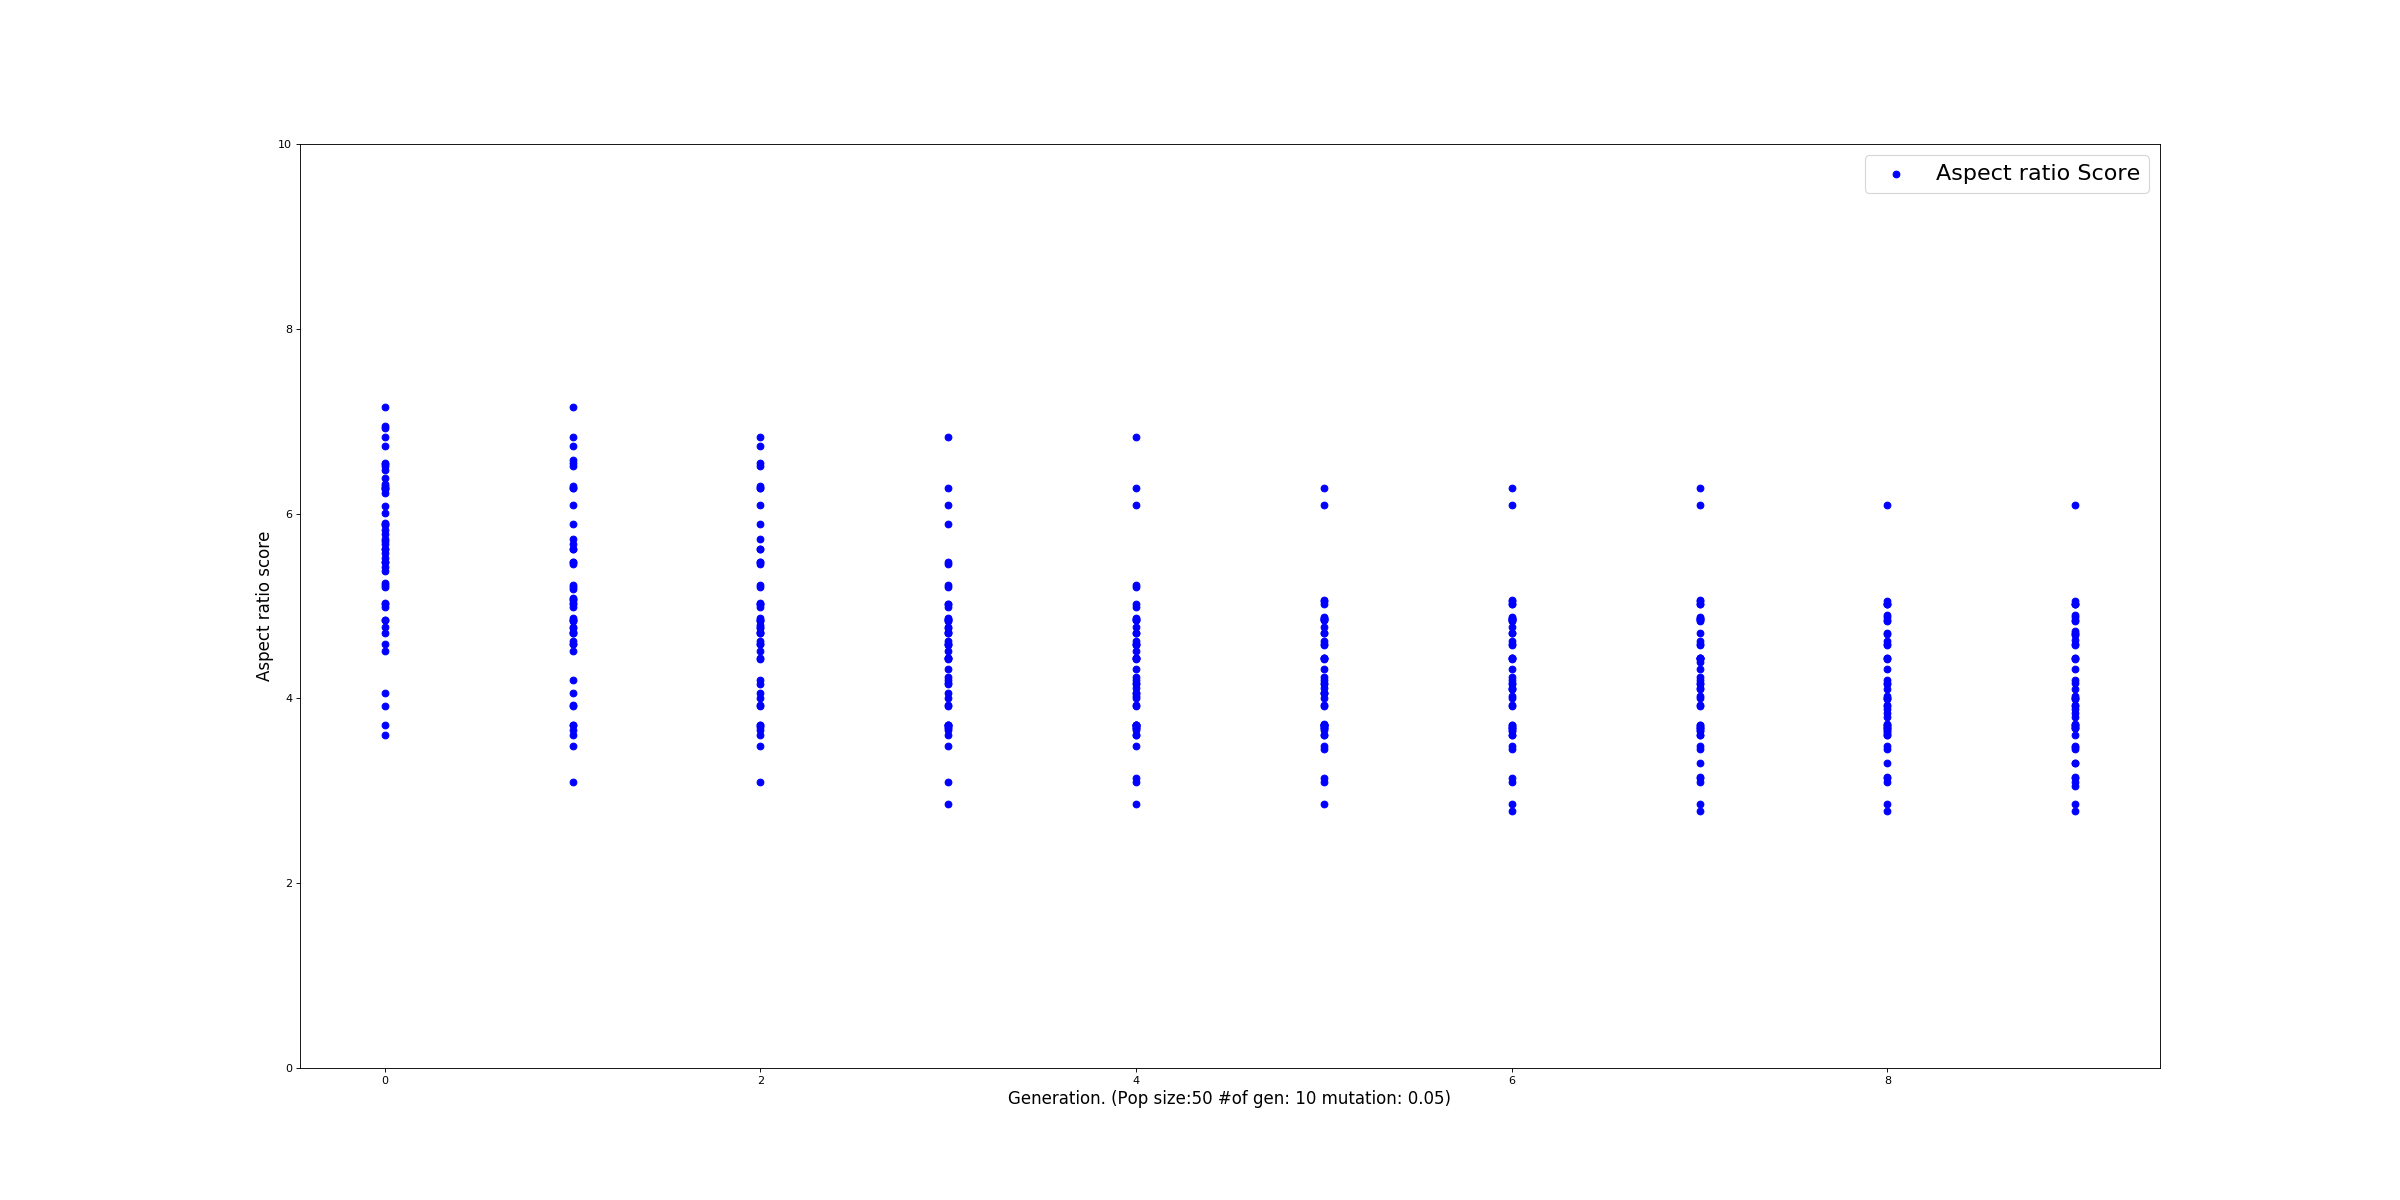 10
Aspect ratio Score
8
6
Aspect ratio score
4
2
0
0 2 4 6 8
Generation. (Pop size:50 #of gen: 10 mutation: 0.05)